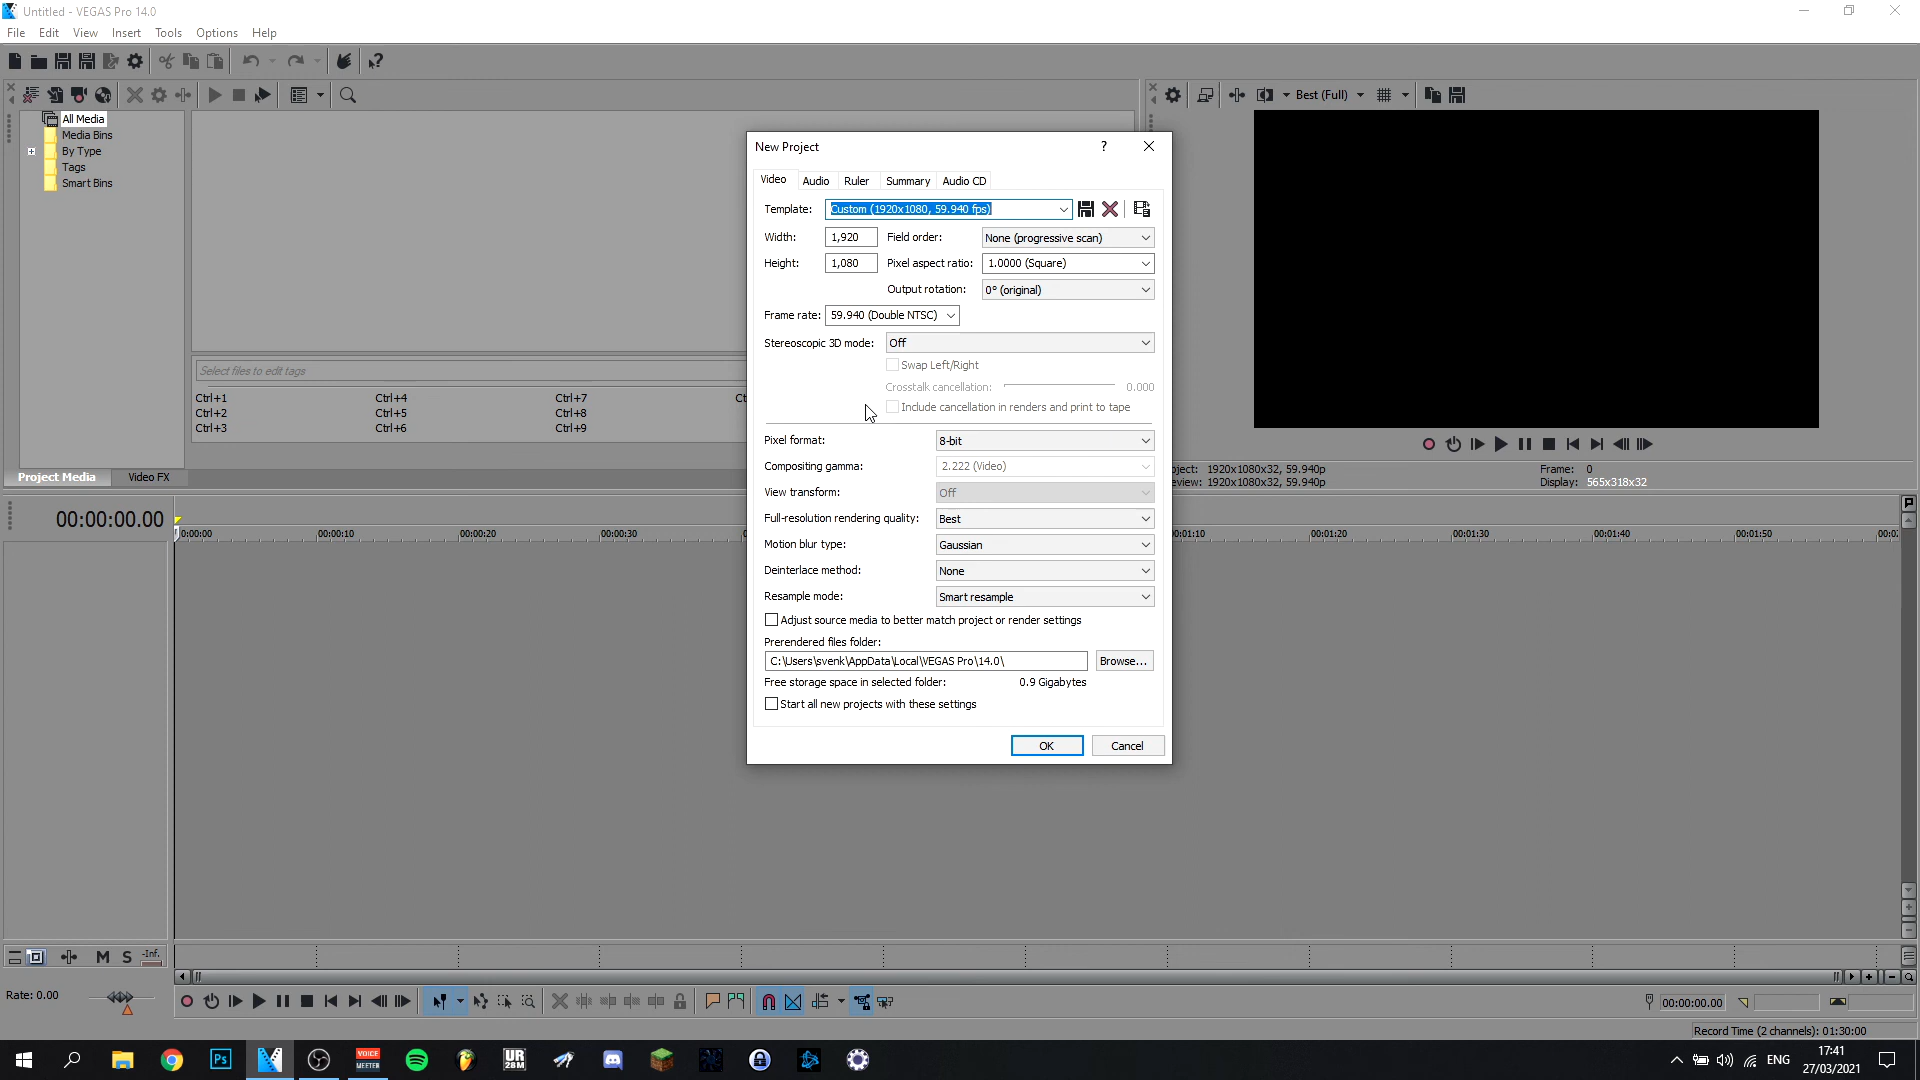 Untitled - VEGAS Pro 14.0
File Edit View Insert Tools Options Help
Best (Full)
All Media
Media Bins
By Type
Tags
Smart Bins
Select files to edit tags
Ctrl+1 Ctrl+4 Ctrl+7 Ct
Ctrl+2 Ctrl+5 Ctrl+8
Ctrl+3 Ctrl+6 Ctrl+9
Project Media Video FX
New Project ?
Video Audio Ruler Summary Audio CD
Template: Custom (1920x1080, 59.940 fps)
Width: 1,920 Field order: None (progressive scan)
Height: 1,080 Pixel aspect ratio: 1.0000 (Square)
Output rotation: 0° (original)
Frame rate: 59.940 (Double NTSC)
Stereoscopic 3D mode: Off
Swap Left/Right
Crosstalk cancellation: 0.000
Include cancellation in renders and print to tape
Pixel format: 8-bit
Compositing gamma: 2.222 (Video)
View transform: Off
Full-resolution rendering quality: Best
Motion blur type: Gaussian
Deinterlace method: None
Resample mode: Smart resample
Adjust source media to better match project or render settings
Prerendered files folder:
C:\Users\svenk\AppData\Local\VEGAS Pro\14.0\ Browse...
Free storage space in selected folder: 0.9 Gigabytes
Start all new projects with these settings
OK Cancel
ject: 1920x1080x32, 59.940p Frame: 0
view: 1920x1080x32, 59.940p Display: 565x318x32
00:00:00.00
0:00:00 00:00:10 00:00:20 00:00:30 00:01:10 00:01:20 00:01:30 00:01:40 00:01:50 00:0
M S -Inf.
Rate: 0.00
00:00:00.00
Record Time (2 channels): 01:30:00
Ps VOICE MEETER UR 28M ENG 17:41
27/03/2021